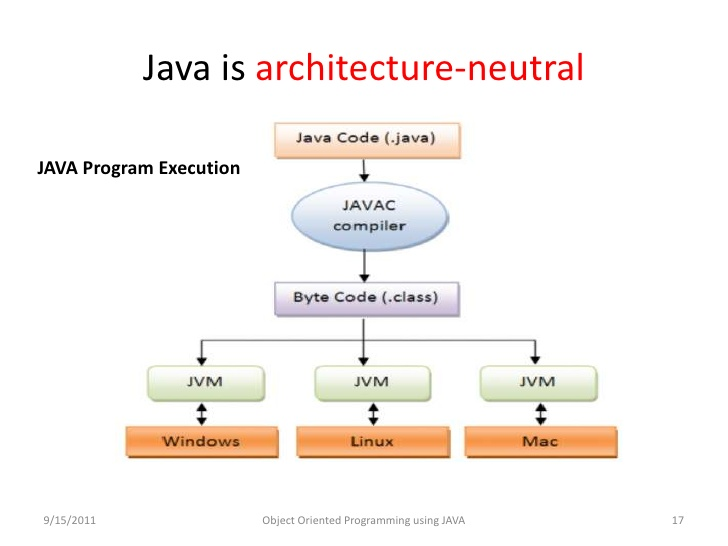 Java is architecture-neutral
JAVA Program Execution
Java Code (.java)
JAVAC
compiler
Byte Code (.class)
JVM
JVM
JVM
Windows
Linux
Mac
9/15/2011
Object Oriented Programming using JAVA
17